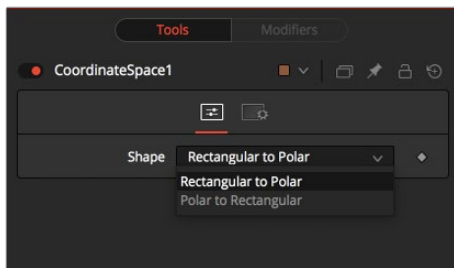 Tools Modifiers
CoordinateSpace1
Shape Rectangular to Polar
Rectangular to Polar
Polar to Rectangular